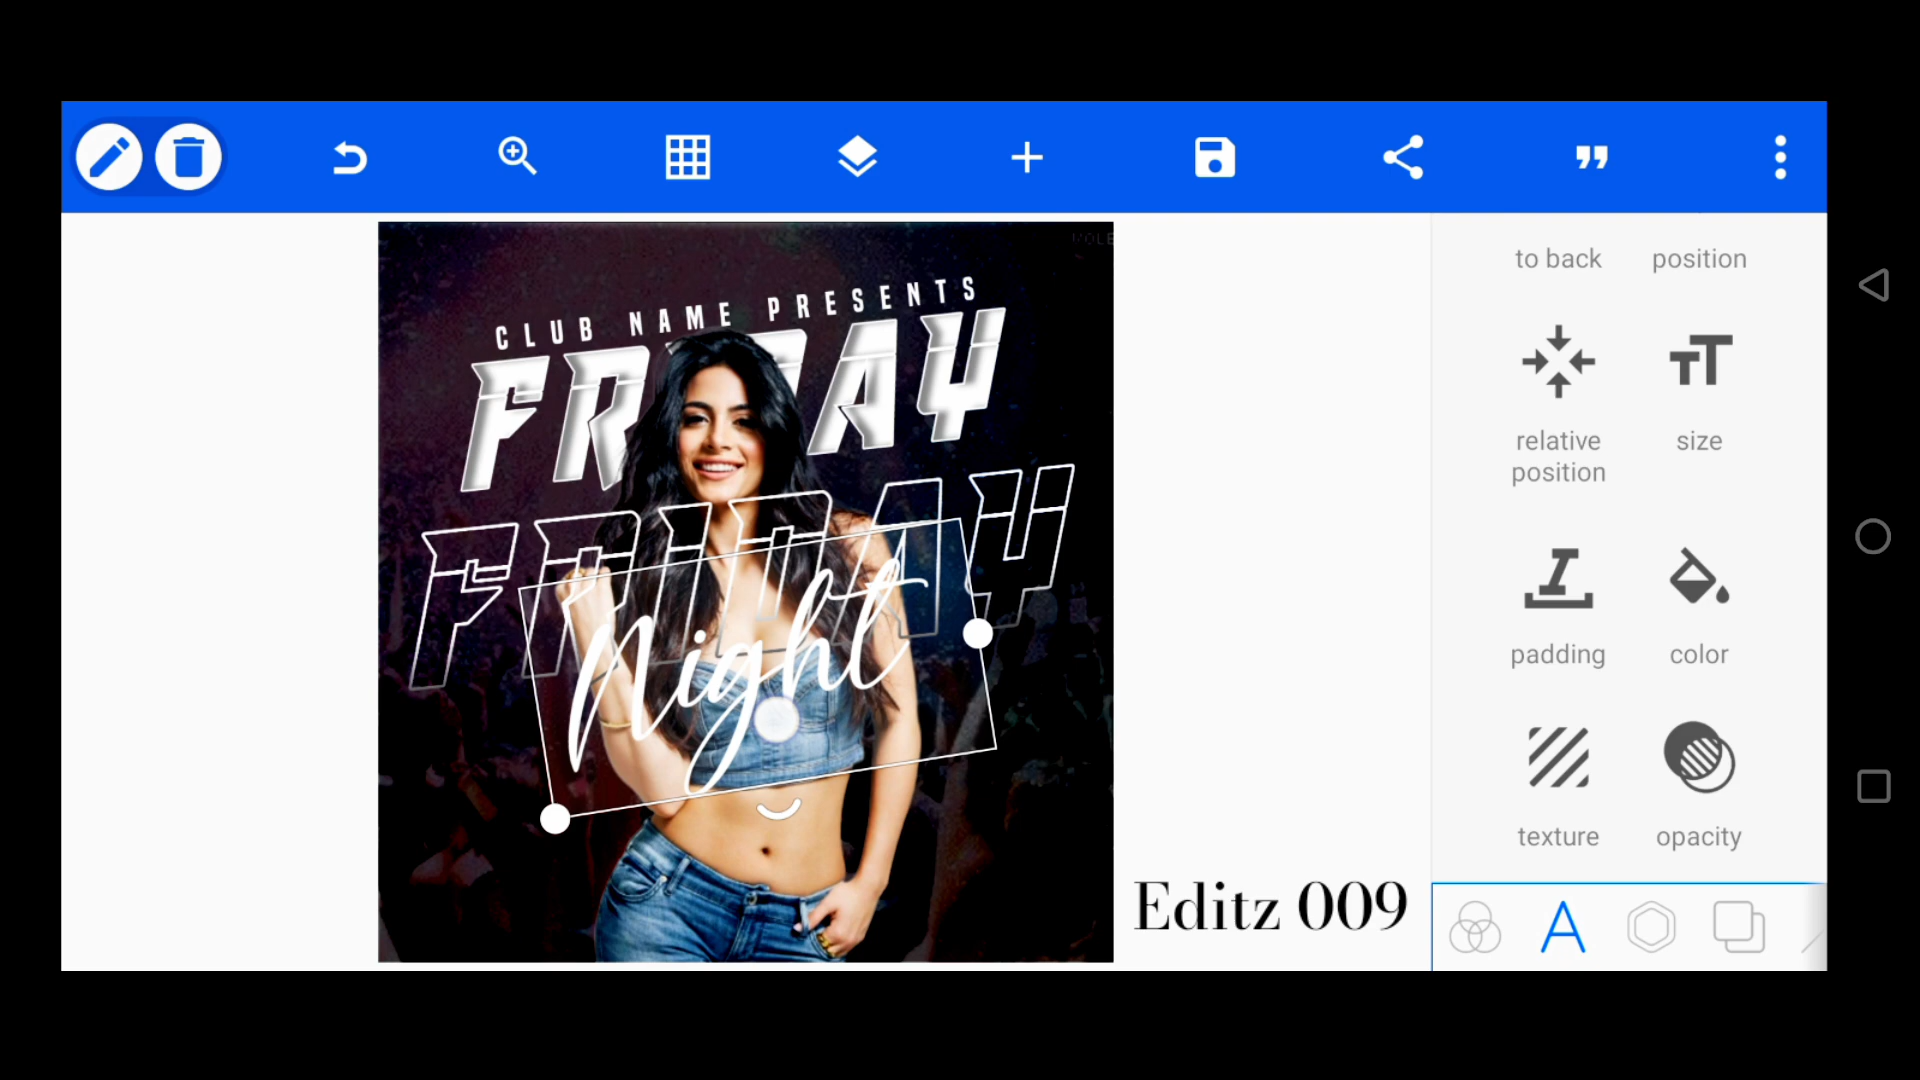 to back
position
CLUB NAME PRESENTS
FRIDAY
FRIDAY
Night
relative position
size
padding
color
texture
opacity
Editz 009
A